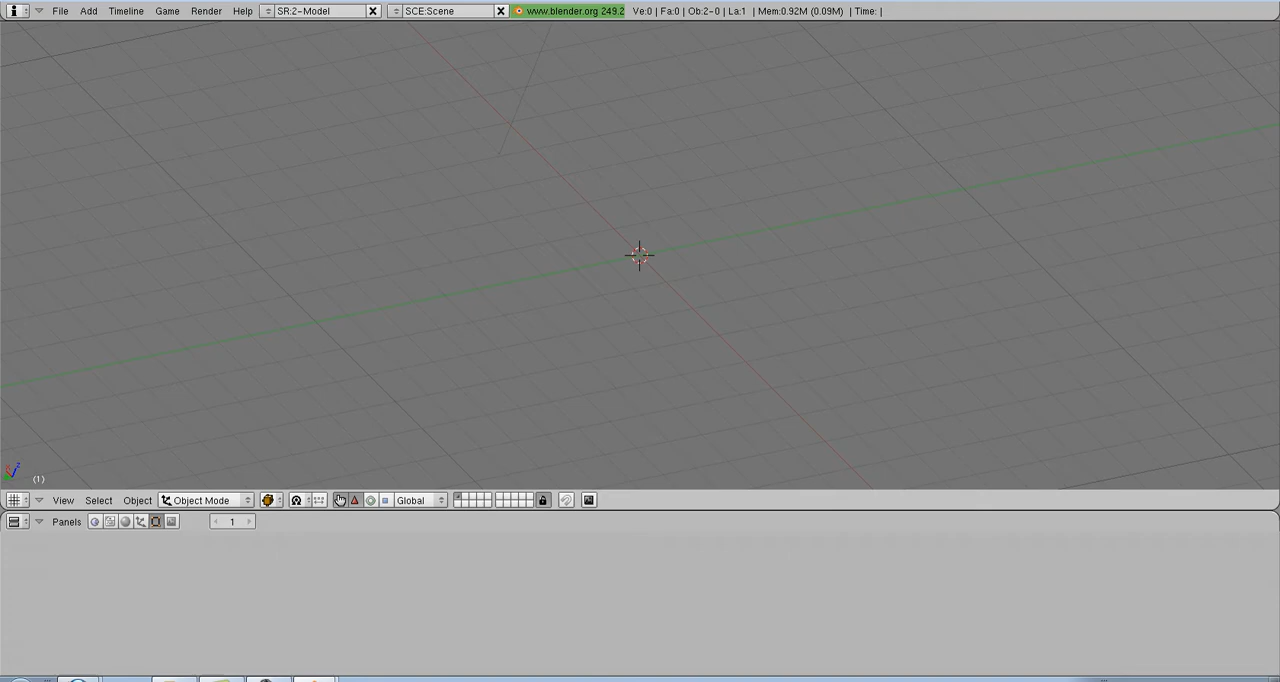 File Add Timeline Game Render Help SR:2-Model SCE:Scene www.blender.org 249.2 Ve:0 | Fa:0 | Ob:2-0 | La:1 | Mem:0.92M (0.09M) | Time: |
(1)
View Select Object Object Mode Global
Panels 1